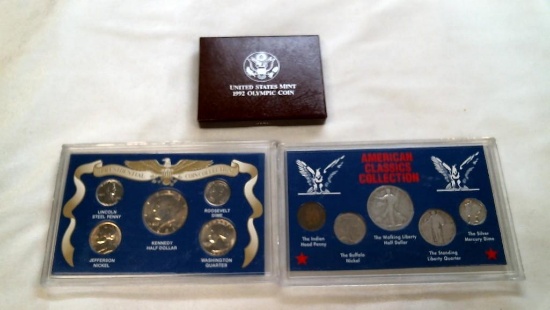 UNITED STATES MINT
1992 OLYMPIC COIN
LINCOLN
STEEL PENNY
ROOSEVELT
DIME
KENNEDY
HALF-DOLLAR
JEFFERSON
NICKEL
WASHINGTON
QUARTER
AMERICAN
CLASSICS
COLLECTION
The Indian
Head Penny
The Buffalo
Nickel
The Walking Liberty
Half Dollar
The Standing
Liberty Quarter
The Silver
Mercury Dime